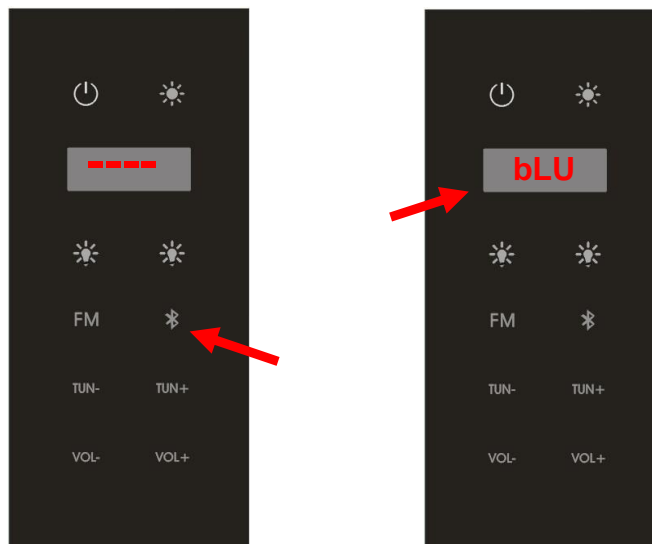 ----
FM
TUN- TUN+
VOL- VOL+
bLU
FM
TUN- TUN+
VOL- VOL+